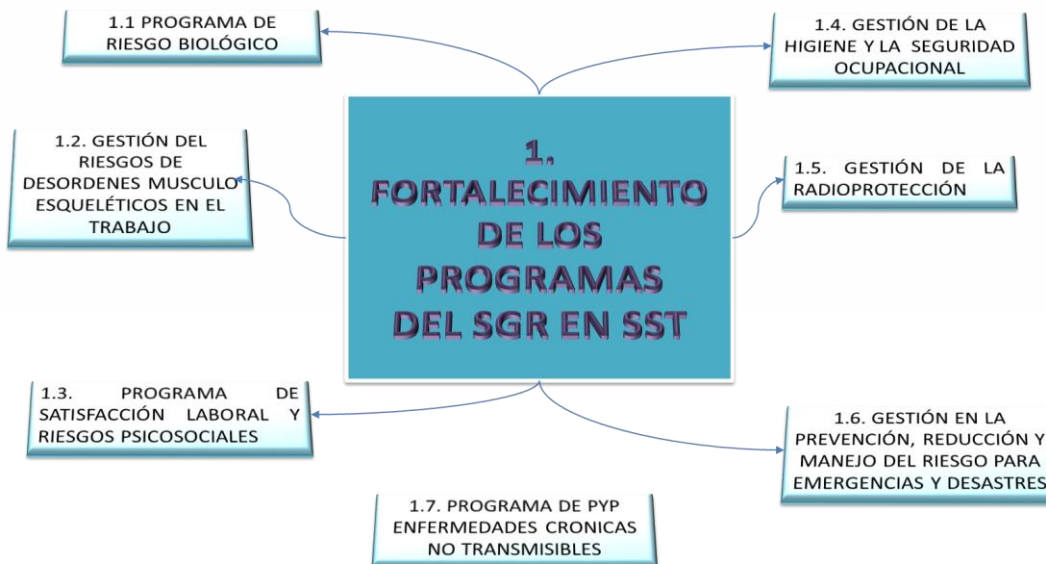 1.
FORTALECIMIENTO
DE LOS
PROGRAMAS
DEL SGR EN SST
1.1 PROGRAMA DE
RIESGO BIOLÓGICO
1.2. GESTIÓN DEL
RIESGOS DE
DESORDENES MUSCULO
ESQUELÉTICOS EN EL
TRABAJO
1.3. PROGRAMA DE
SATISFACCIÓN LABORAL Y
RIESGOS PSICOSOCIALES
1.4. GESTIÓN DE LA
HIGIENE Y LA SEGURIDAD
OCUPACIONAL
1.5. GESTIÓN DE LA
RADIOPROTECCIÓN
1.6. GESTIÓN EN LA
PREVENCIÓN, REDUCCIÓN Y
MANEJO DEL RIESGO PARA
EMERGENCIAS Y DESASTRES
1.7. PROGRAMA DE PYP
ENFERMEDADES CRONICAS
NO TRANSMISIBLES